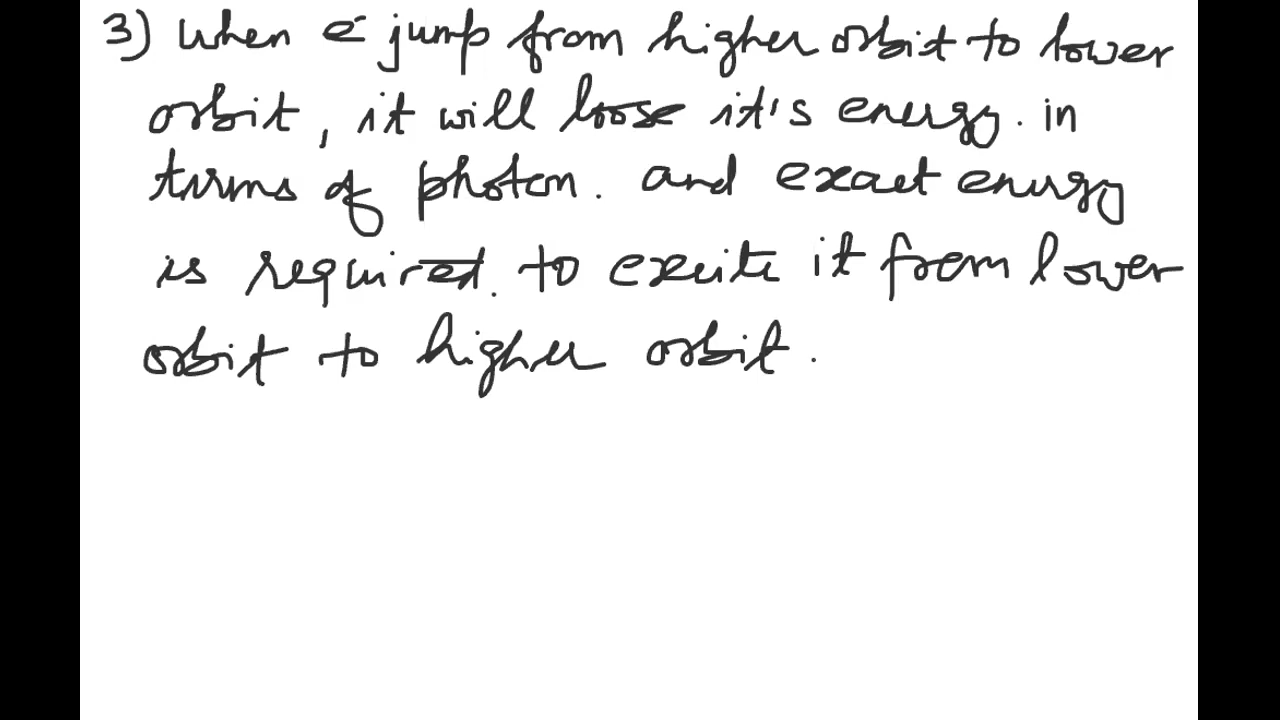 3) when e⁻ jump from higher orbit to lower
orbit, it will loose it's energy. in
terms of photon. and exact energy
is required. to excite it from lower
orbit to higher orbit.